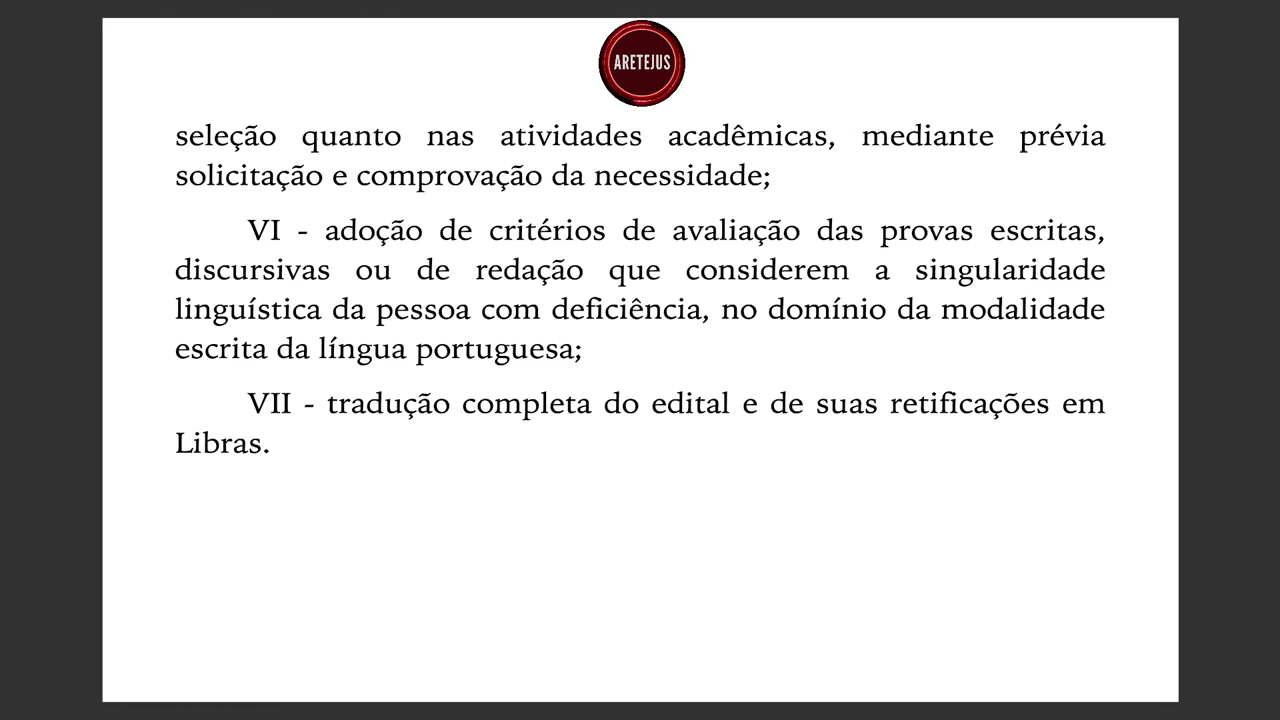 ARETEJUS
seleção quanto nas atividades acadêmicas, mediante prévia
solicitação e comprovação da necessidade;
VI - adoção de critérios de avaliação das provas escritas,
discursivas ou de redação que considerem a singularidade
linguística da pessoa com deficiência, no domínio da modalidade
escrita da língua portuguesa;
VII - tradução completa do edital e de suas retificações em
Libras.